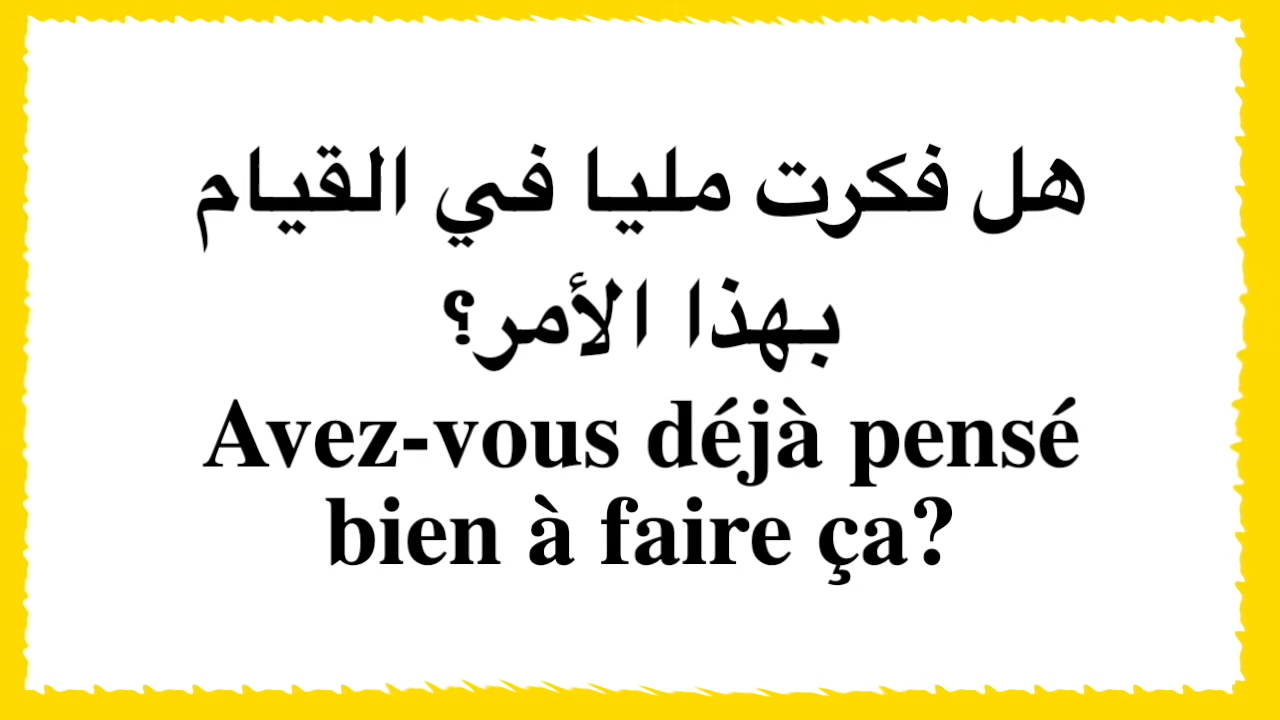 هل فكرت مليا في القيام
بهذا الأمر؟
Avez-vous déjà pensé
bien à faire ça?